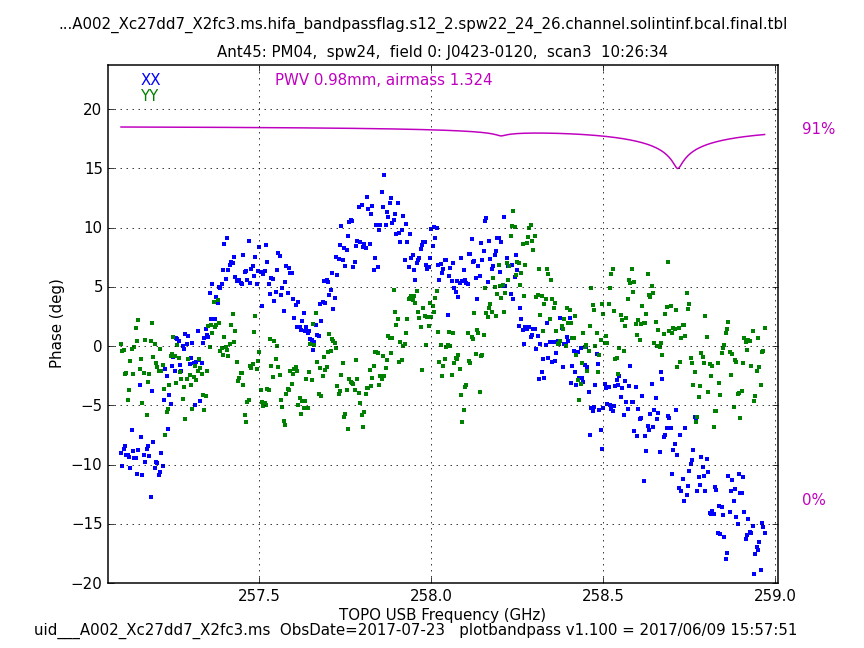 ...A002_Xc27dd7_X2fc3.ms.hifa_bandpassflag.s12_2.spw22_24_26.channel.solintinf.bcal.final.tbl
Ant45: PM04,  spw24,  field 0: J0423-0120,  scan3  10:26:34
XX
PWV 0.98mm, airmass 1.324
YY
91%
0%
Phase (deg)
20
15
10
5
0
−5
−10
−15
−20
257.5
258.0
258.5
259.0
TOPO USB Frequency (GHz)
uid___A002_Xc27dd7_X2fc3.ms  ObsDate=2017-07-23   plotbandpass v1.100 = 2017/06/09 15:57:51